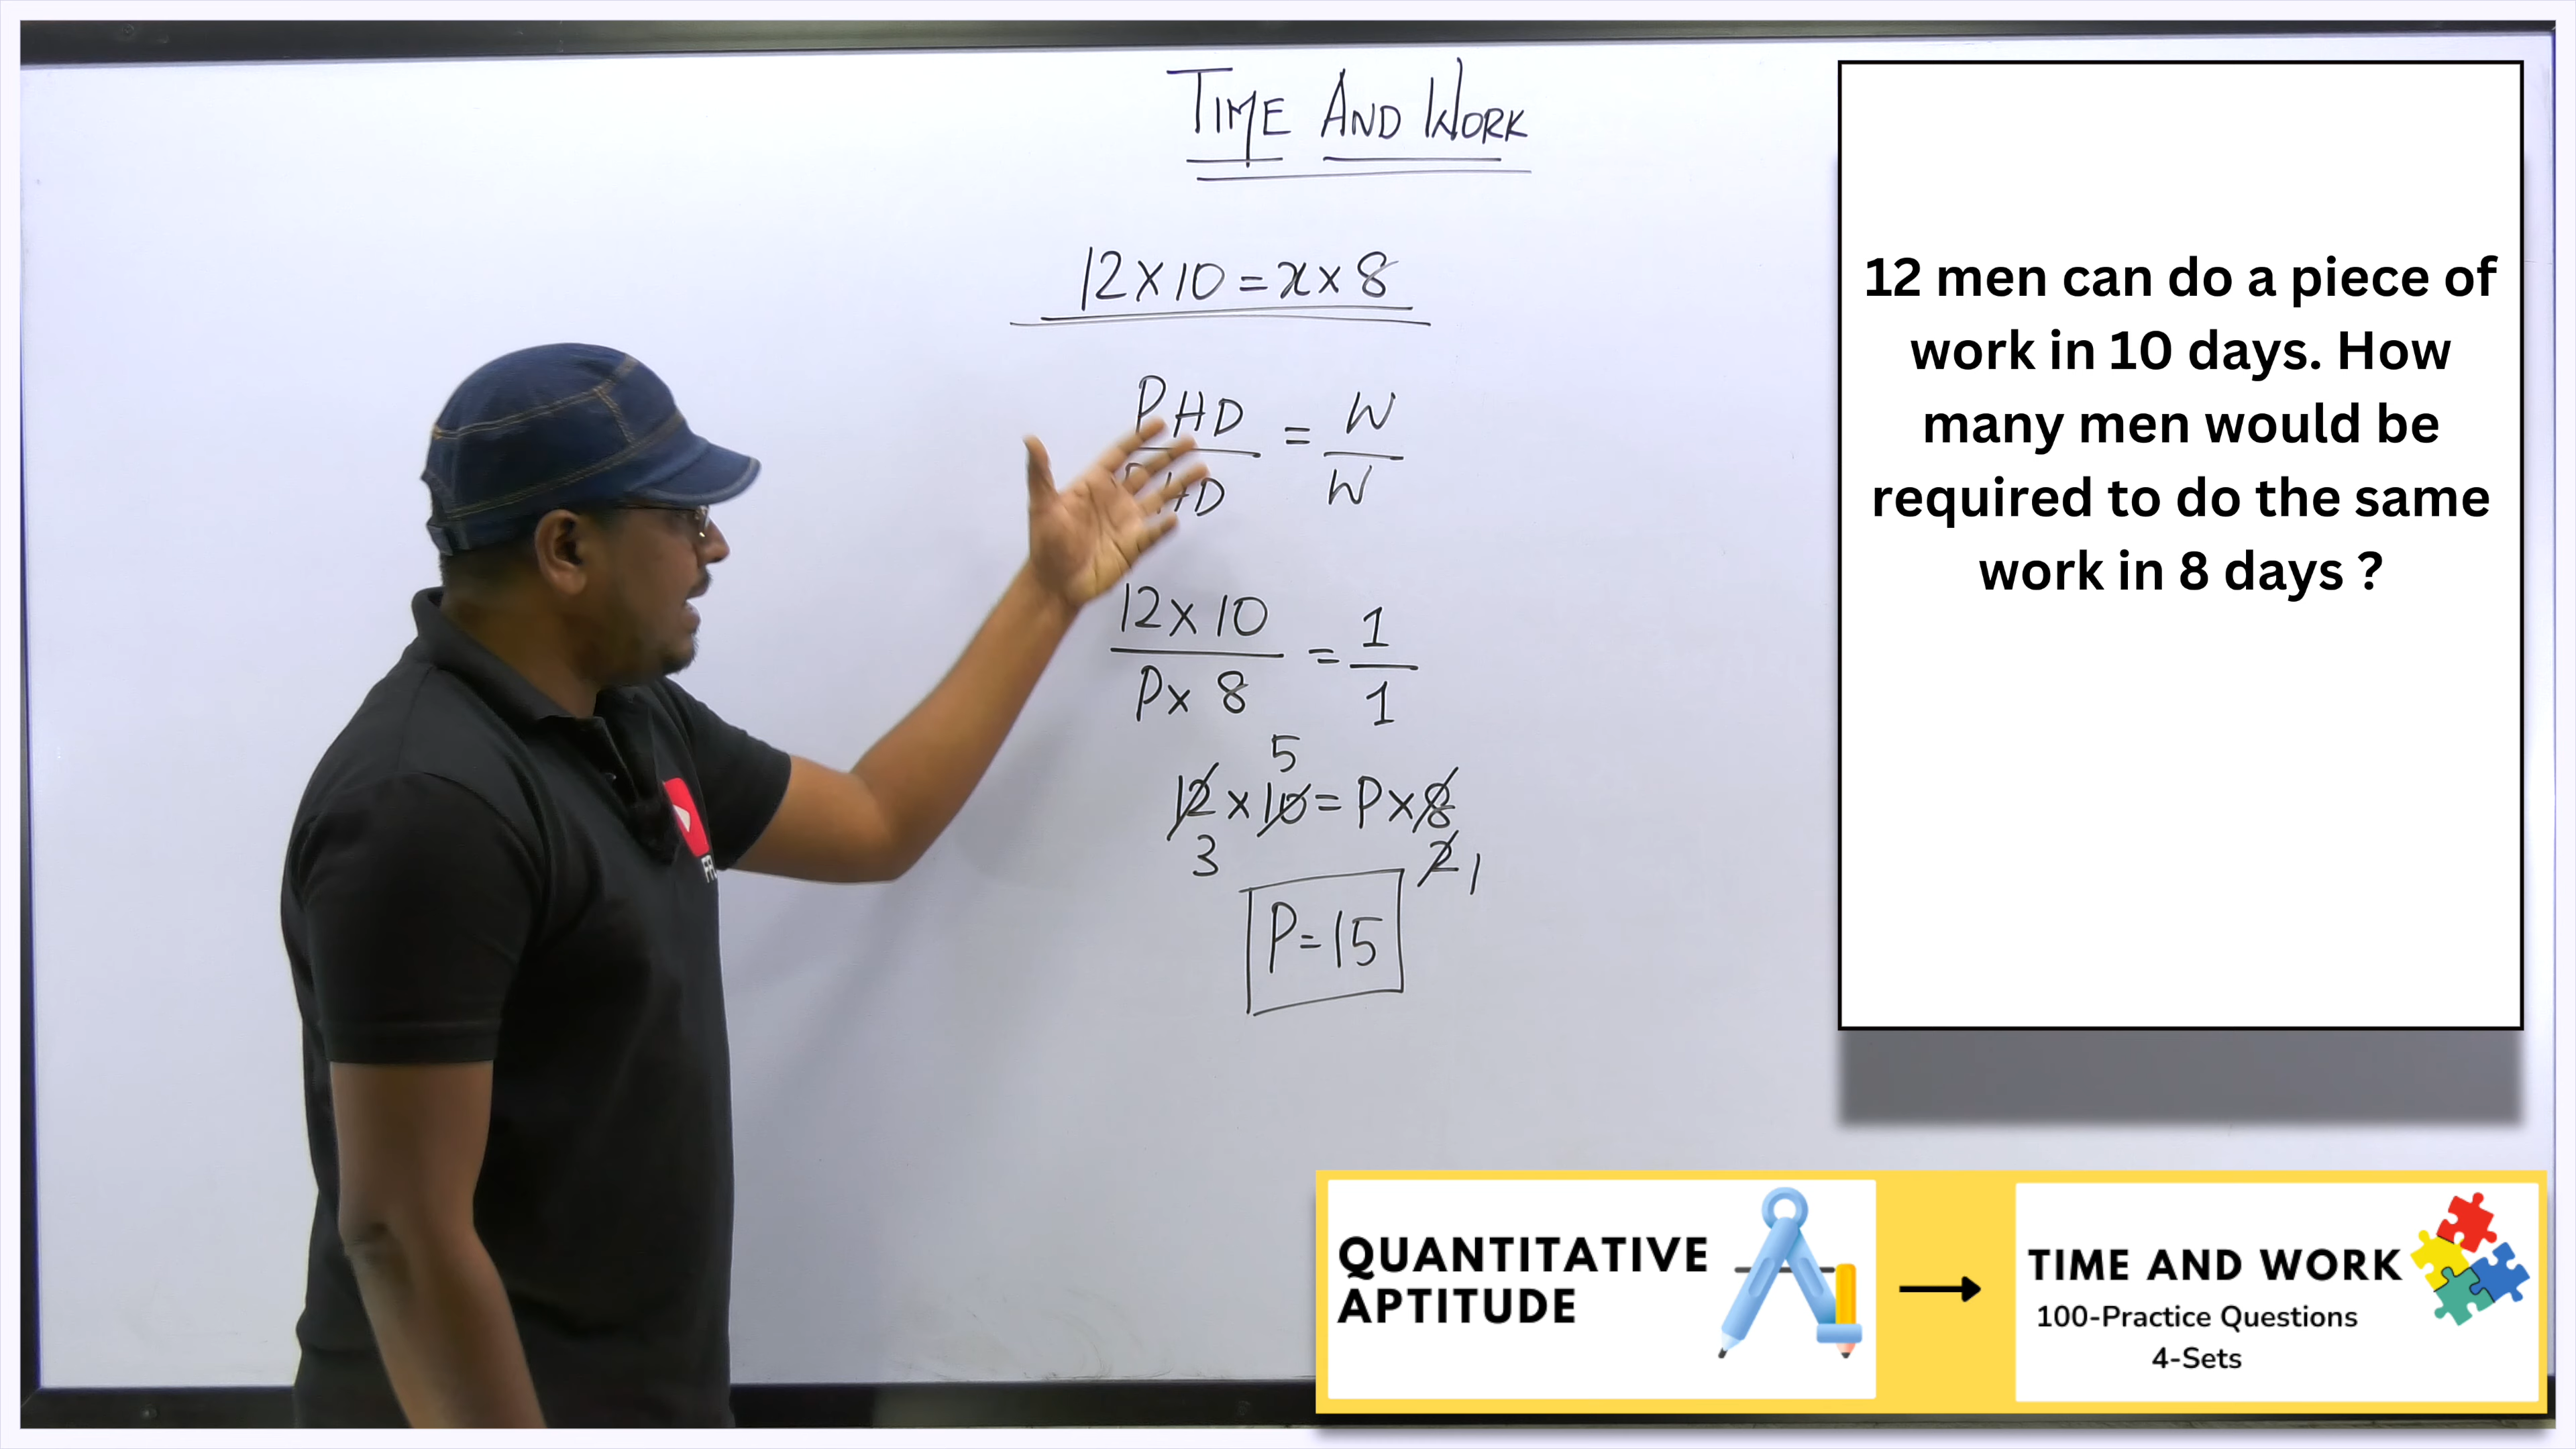 TIME AND WORK
12 x 10 = x x 8
PHD = W
HD W
12 x 10 = 1
P x 8 1
5
12 x 10 = P x 8
3 2 1
P = 15
12 men can do a piece of
work in 10 days. How
many men would be
required to do the same
work in 8 days ?
QUANTITATIVE
APTITUDE
TIME AND WORK
100-Practice Questions
4-Sets